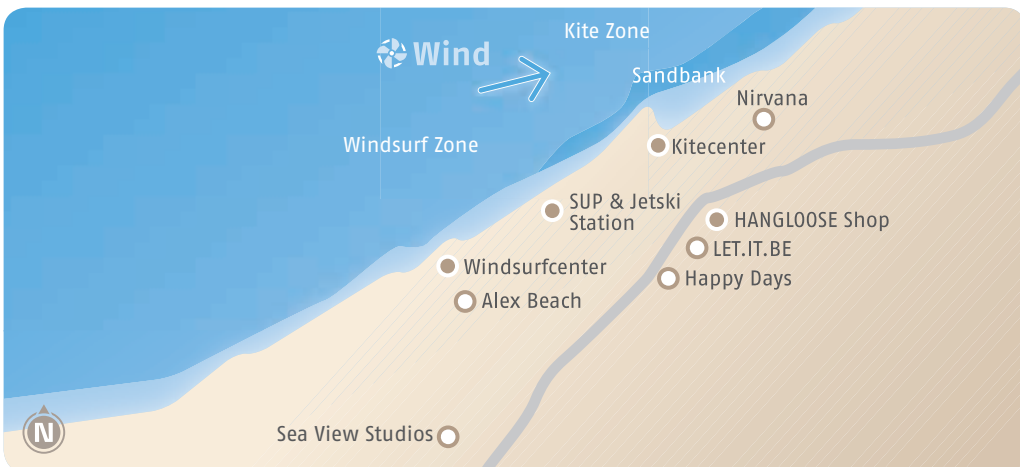 Kite Zone
Wind
Sandbank
Nirvana
Windsurf Zone
Kitecenter
SUP & Jetski
Station
HANGLOOSE Shop
LET.IT.BE
Windsurfcenter
Happy Days
Alex Beach
Sea View Studios
N